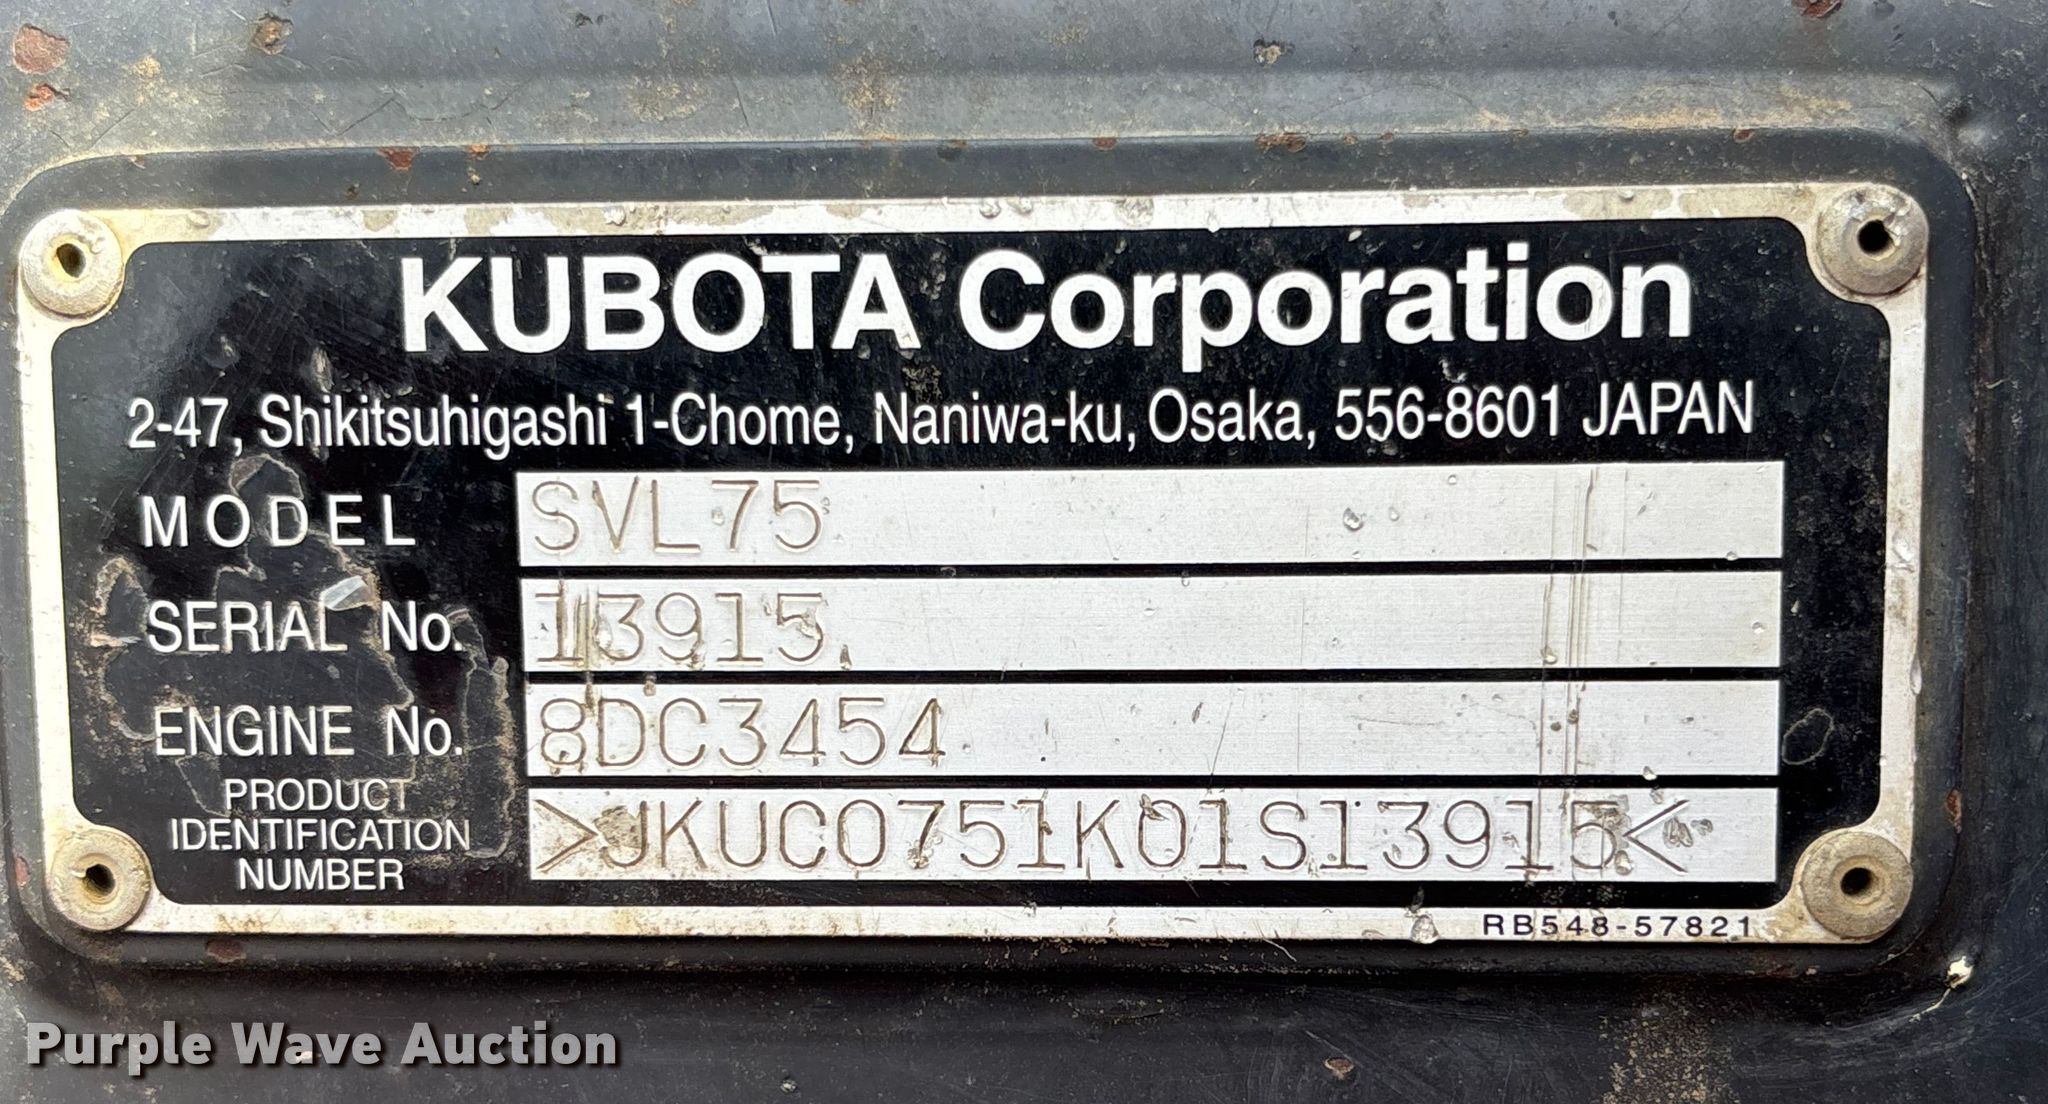 KUBOTA Corporation
2-47, Shikitsuhigashi 1-Chome, Naniwa-ku, Osaka, 556-8601 JAPAN
MODEL SVL75
SERIAL No. 13915
ENGINE No. 8DC3454
PRODUCT
IDENTIFICATION
NUMBER
>JKUC0751K01S13915<
RB548-57821
Purple Wave Auction